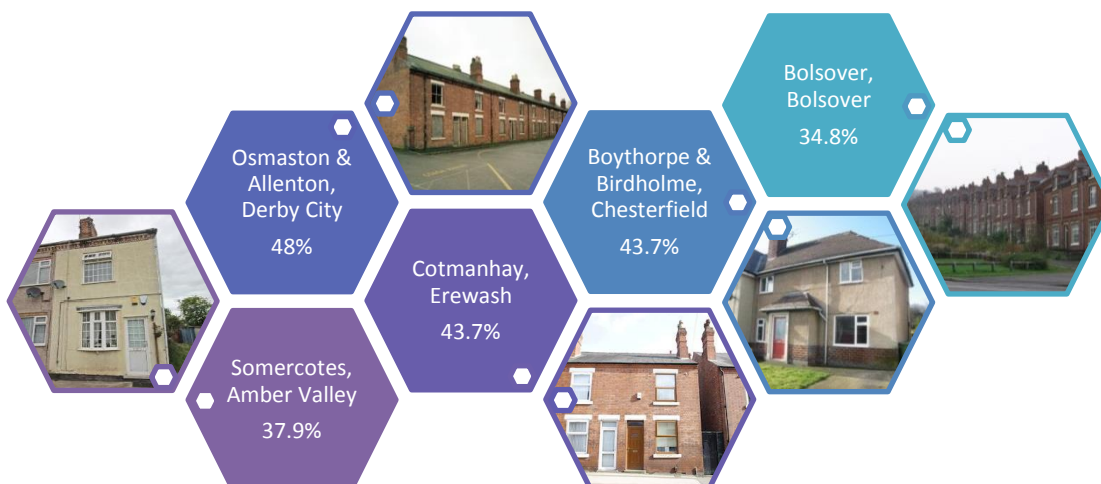 Bolsover,
Bolsover
34.8%
Osmaston &
Allenton,
Derby City
48%
Boythorpe &
Birdholme,
Chesterfield
43.7%
Cotmanhay,
Erewash
43.7%
Somercotes,
Amber Valley
37.9%